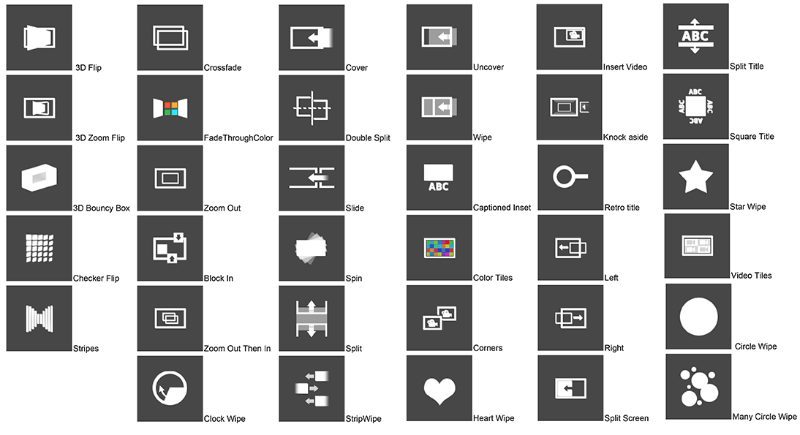 3D Flip
Crossfade
Cover
Uncover
Insert Video
ABC
Split Title
3D Zoom Flip
FadeThroughColor
Double Split
Wipe
Knock aside
ABC
ABC
ABC
ABC
Square Title
3D Bouncy Box
Zoom Out
Slide
ABC
Captioned Inset
Retro title
Star Wipe
Checker Flip
Block In
Spin
Color Tiles
Left
Video Tiles
Stripes
Zoom Out Then In
Split
Corners
Right
Circle Wipe
Clock Wipe
StripWipe
Heart Wipe
Split Screen
Many Circle Wipe